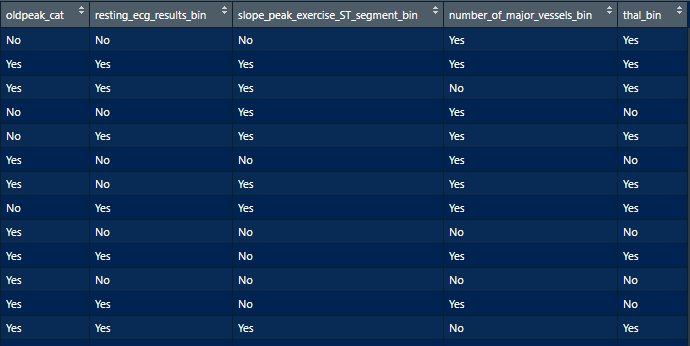 oldpeak_cat resting_ecg_results_bin slope_peak_exercise_ST_segment_bin number_of_major_vessels_bin thal_bin
No No No Yes Yes
Yes Yes Yes Yes Yes
Yes Yes Yes No Yes
No No Yes Yes No
No Yes Yes Yes Yes
Yes No No Yes No
Yes No Yes Yes Yes
No Yes Yes Yes Yes
Yes No No No No
Yes Yes No Yes Yes
Yes No No No No
Yes Yes No Yes No
Yes Yes Yes No Yes